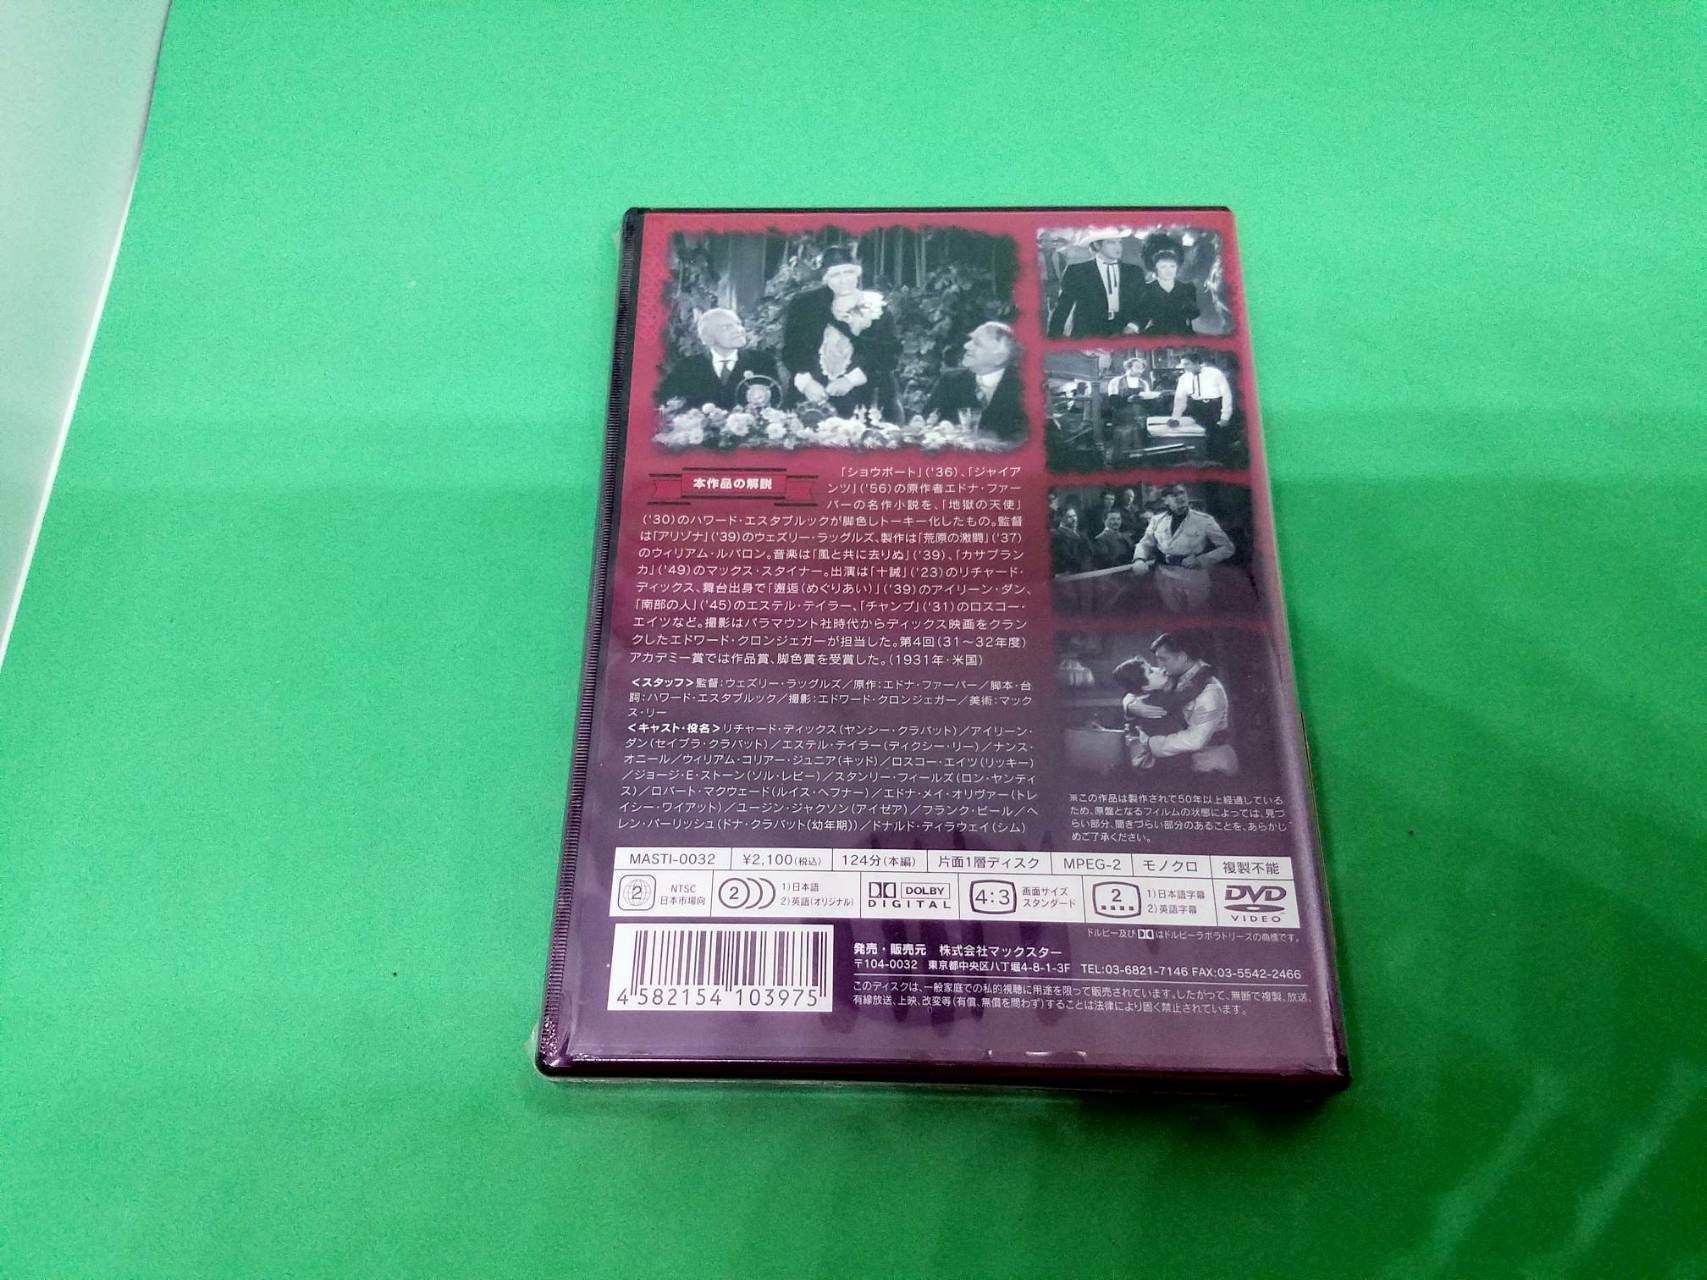 本作品の解説
「ショウボート」('36)、「ジャイア
ンツ」('56)の原作者エドナ・ファー
バーの名作小説を、「地獄の天使」
('30)のハワード・エスタブルックが脚色しトーキー化したもの。監督
は「アリゾナ」('39)のウェズリー・ラッグルズ、製作は「荒原の激闘」('37)
のウィリアム・ルバロン。音楽は「風と共に去りぬ」('39)、「カサブラン
カ」('49)のマックス・スタイナー。出演は「十誡」('23)のリチャード・
ディックス、舞台出身で「邂逅(めぐりあい)」('39)のアイリーン・ダン、
「南部の人」('45)のエステル・テイラー、「チャンプ」('31)のロスコー・
エイツなど。撮影はパラマウント社時代からディックス映画をクランク
クしたエドワード・クロンジェガーが担当した。第4回(31〜32年度)
アカデミー賞では作品賞、脚色賞を受賞した。(1931年・米国)
<スタッフ>監督:ウェズリー・ラッグルズ/原作:エドナ・ファーバー/脚本・台
詞:ハワード・エスタブルック/撮影:エドワード・クロンジェガー/美術:マック
ス・リー
<キャスト・役名>リチャード・ディックス(ヤンシー・クラバット)/アイリーン・
ダン(セイブラ・クラバット)/エステル・テイラー(ディクシー・リー)/ナンス・
オニール/ウィリアム・コリアー・ジュニア(キッド)/ロスコー・エイツ(リッキー)
/ジョージ・E・ストーン(ソル・レビー)/スタンリー・フィールズ(ロン・ヤンティ
ス)/ロバート・マクウェード(ルイス・ヘフナー)/エドナ・メイ・オリヴァー(トレ
イシー・ワイアット)/ユージン・ジャクソン(アイゼア)/フランク・ビール/ヘ
レン・パーリッシュ(ドナ・クラバット(幼年期))/ドナルド・ディラウェイ(シム)
※この作品は製作されて50年以上経過している
ため、原盤となるフィルムの状態によっては、見づ
らい部分、聞きづらい部分のあることを、あらかじ
めご了承ください。
MASTI-0032 ¥2,100(税込) 124分(本編) 片面1層ディスク MPEG-2 モノクロ 複製不能
2 NTSC 日本市場向
2 1)日本語 2)英語(オリジナル)
DOLBY DIGITAL
4:3 画面サイズ スタンダード
2 1)日本語字幕 2)英語字幕
DVD VIDEO
ドルビー及び はドルビーラボラトリーズの商標です。
4 582154 103975
発売・販売元 株式会社マックスター
〒104-0032 東京都中央区八丁堀4-8-1-3F TEL:03-6821-7146 FAX:03-5542-2466
このディスクは、一般家庭での私的視聴に用途を限って販売されています。したがって、無断で複製、放送、
有線放送、上映、改変等(有償、無償を問わず)することは法律により固く禁止されています。